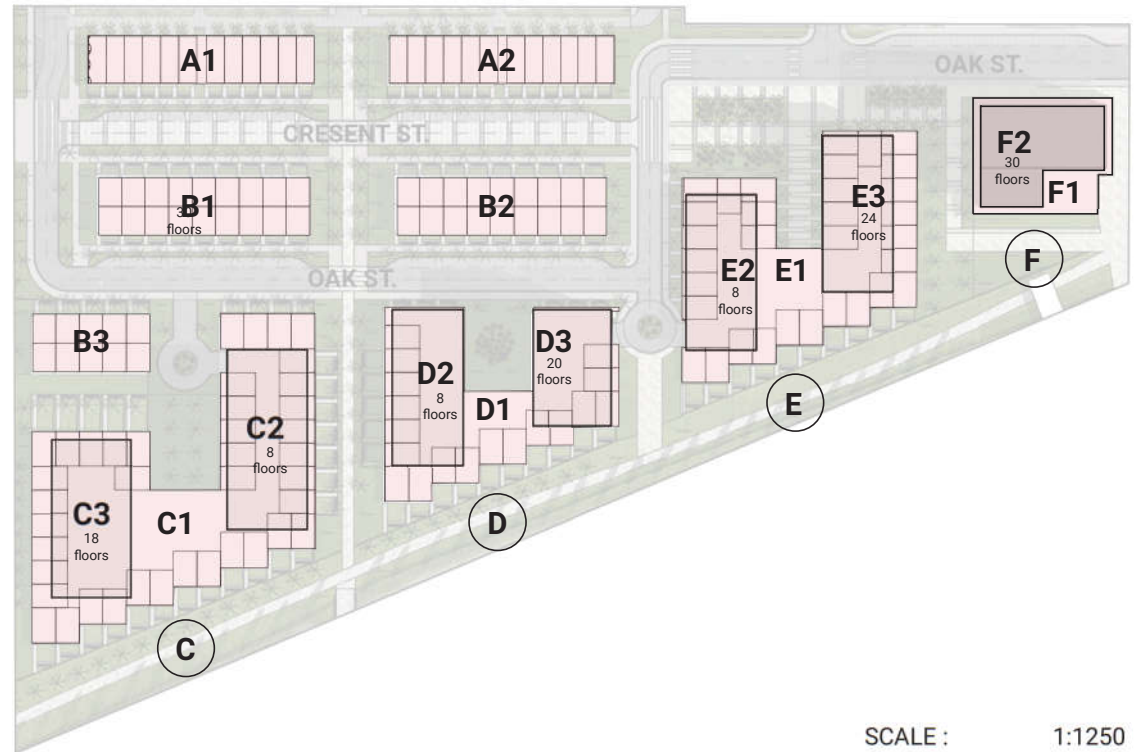 A1
A2
OAK ST.
CRESENT ST.
F2
30
floors
F1
B1
floors
B2
E3
24
floors
E2
8
floors
E1
F
OAK ST.
B3
D2
8
floors
D3
20
floors
D1
E
C2
8
floors
C3
18
floors
C1
D
C
SCALE : 1:1250